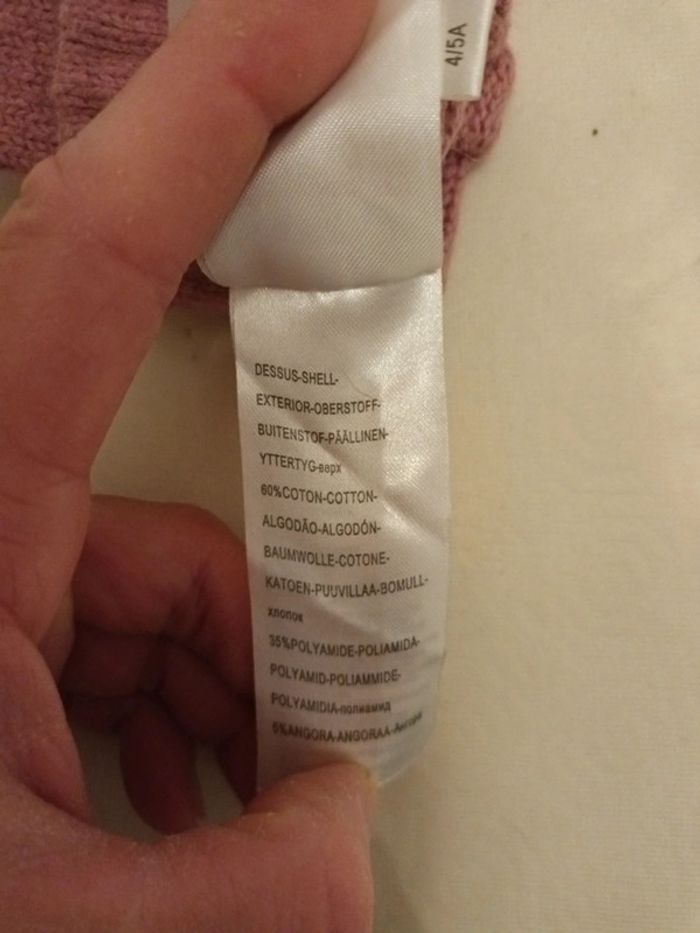 4/5A
DESSUS-SHELL-
EXTERIOR-OBERSTOFF-
BUITENSTOF-PÄÄLLINEN-
YTTERTYG-верх
60%COTON-COTTON-
ALGODÃO-ALGODÓN-
BAUMWOLLE-COTONE-
KATOEN-PUUVILLAA-BOMULL-
хлопок
35%POLYAMIDE-POLIAMIDA-
POLYAMID-POLIAMMIDE-
POLYAMIDIA-полиамид
5%ANGORA-ANGORAA-Ангора